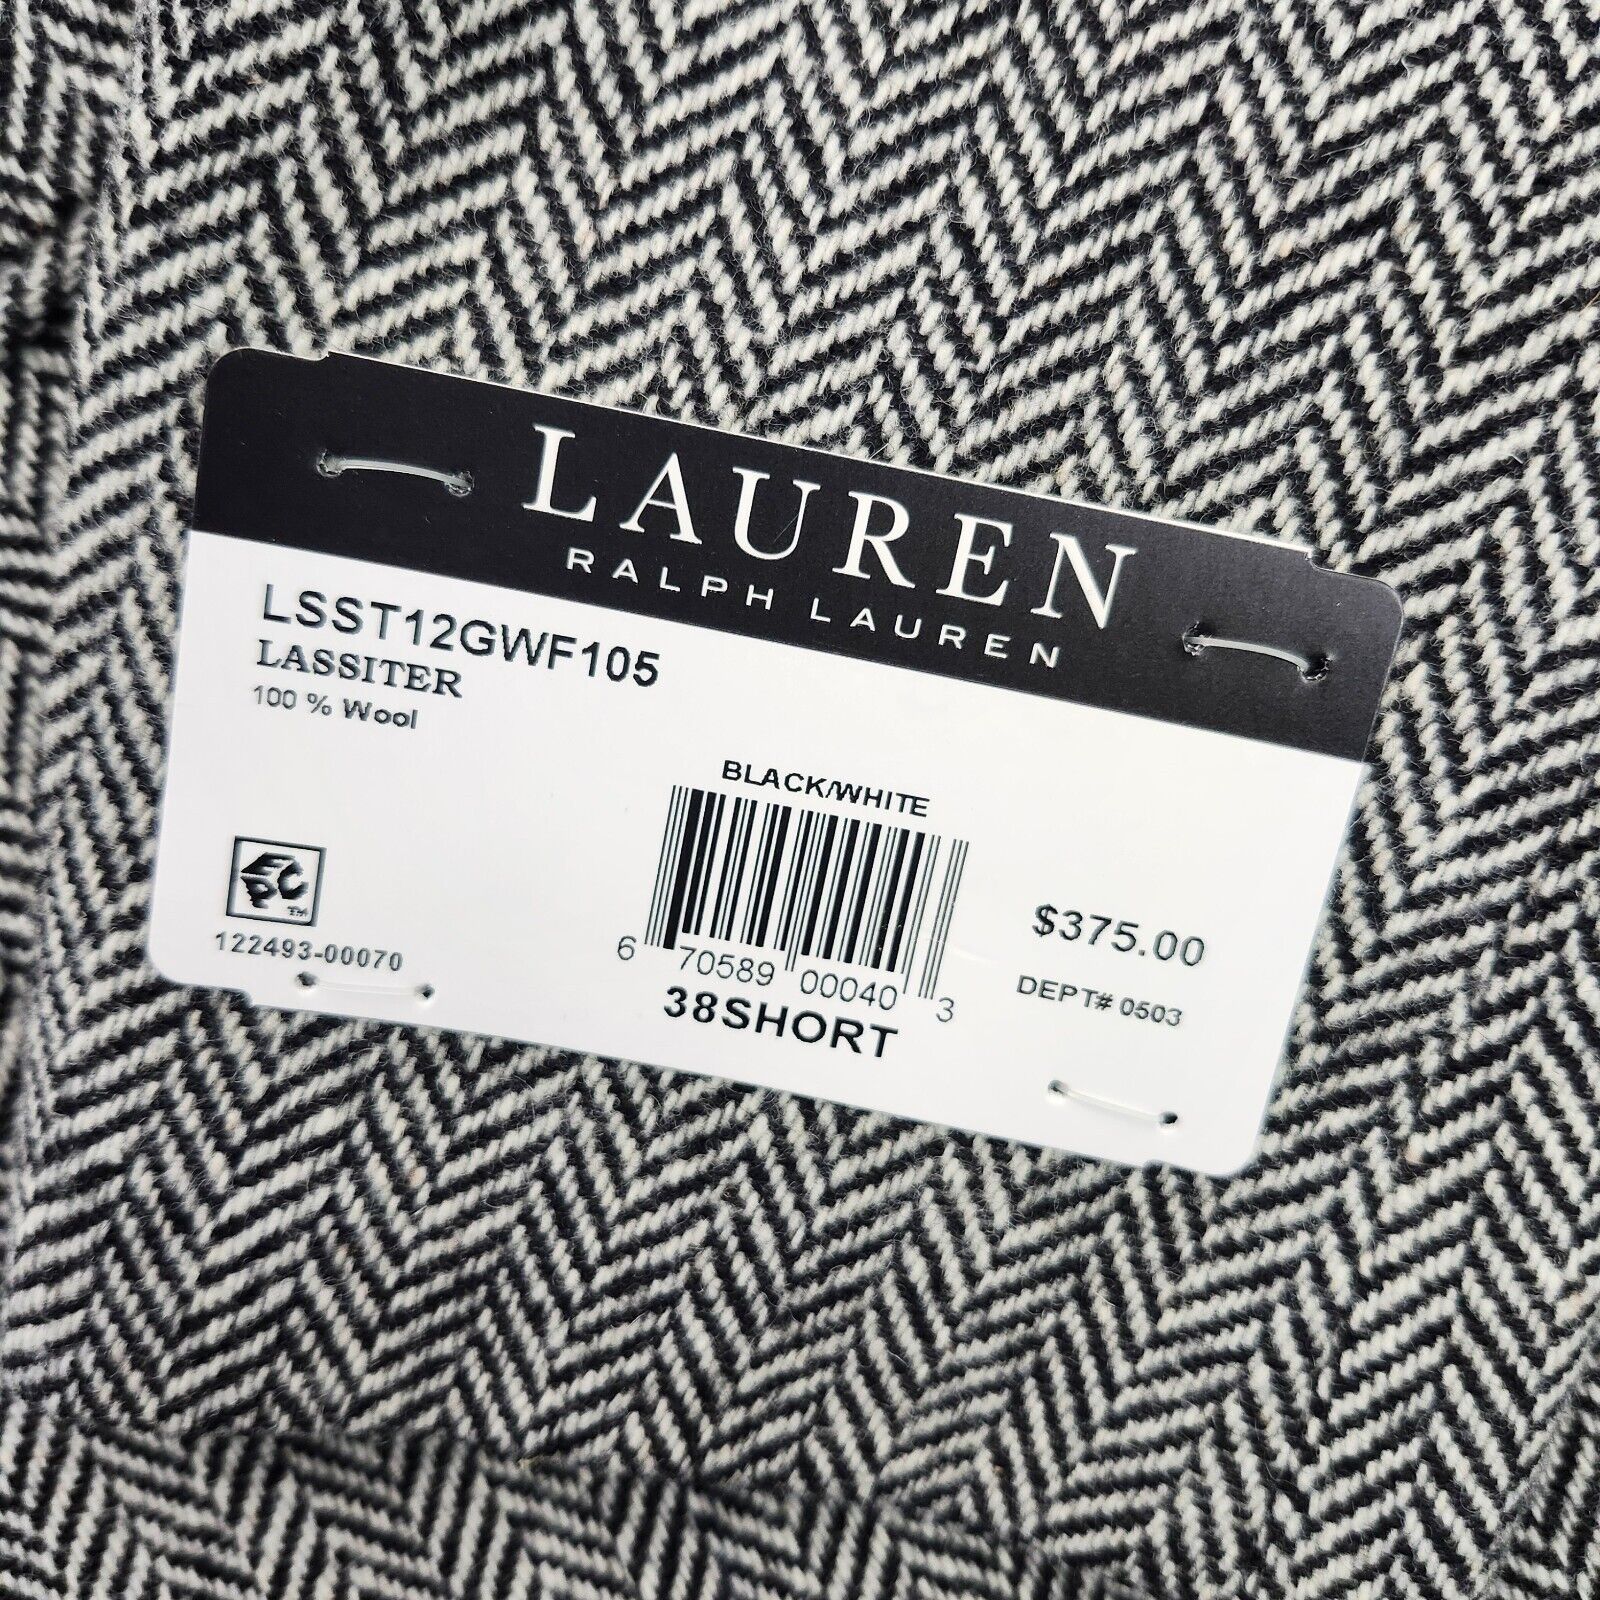 LAUREN
RALPH LAUREN
LSST12GWF105
LASSITER
100 % Wool
BLACK/WHITE
EPC™
122493-00070
6 70589 00040 3
38SHORT
$375.00
DEPT# 0503